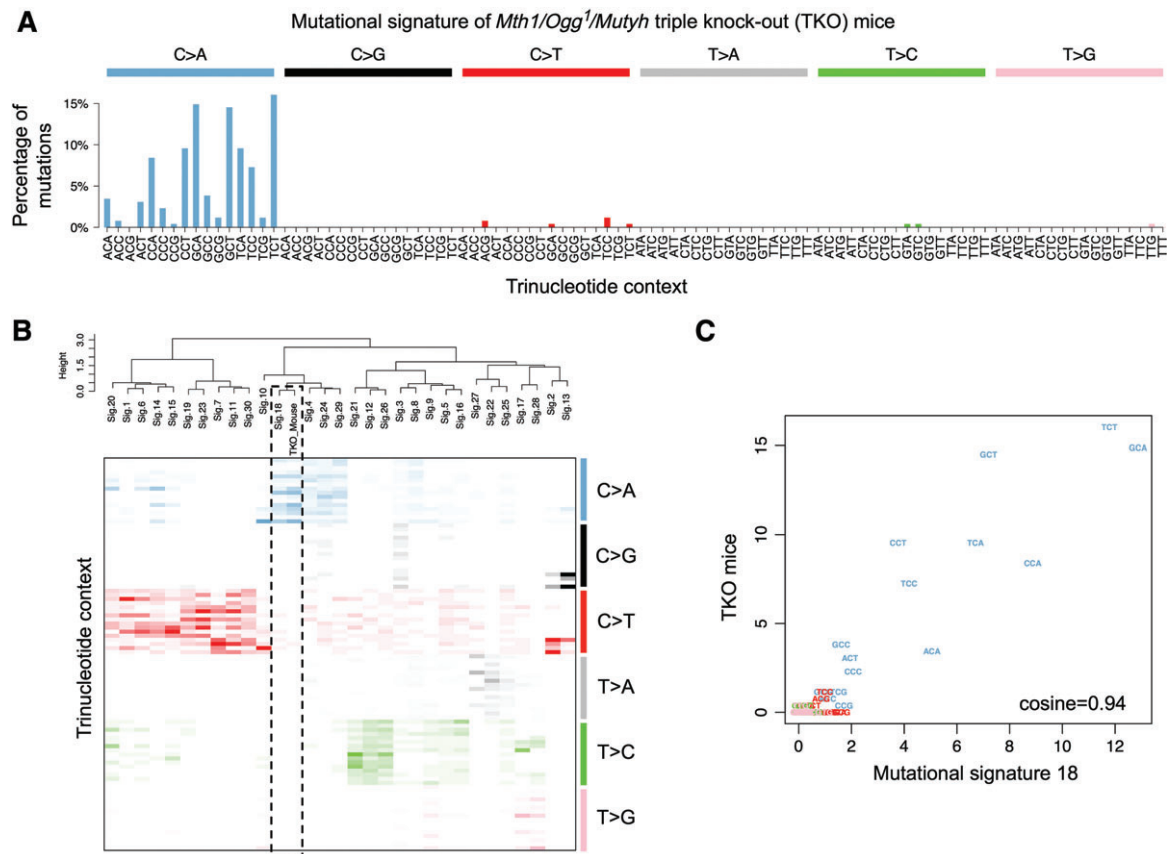 A
Mutational signature of Mth1/Ogg1/Mutyh triple knock-out (TKO) mice
C>A C>G C>T T>A T>C T>G
Percentage of
mutations
15%
10%
5%
0%
ACA ACC ACG ACT CCA CCC CCG CCT GCA GCC GCG GCT TCA TCC TCG TCT ACA ACC ACG ACT CCA CCC CCG CCT GCA GCC GCG GCT TCA TCC TCG TCT ACA ACC ACG ACT CCA CCC CCG CCT GCA GCC GCG GCT TCA TCC TCG TCT ATA ATC ATG ATT CTA CTC CTG CTT GTA GTC GTG GTT TTA TTC TTG TTT ATA ATC ATG ATT CTA CTC CTG CTT GTA GTC GTG GTT TTA TTC TTG TTT ATA ATC ATG ATT CTA CTC CTG CTT GTA GTC GTG GTT TTA TTC TTG TTT
Trinucleotide context
B
Height
3.0
1.5
0.0
Sig.20 Sig.1 Sig.6 Sig.14 Sig.15 Sig.19 Sig.23 Sig.7 Sig.11 Sig.30 Sig.10 Sig.18 TKO_Mouse Sig.4 Sig.24 Sig.29 Sig.21 Sig.12 Sig.26 Sig.3 Sig.8 Sig.9 Sig.5 Sig.16 Sig.27 Sig.22 Sig.25 Sig.17 Sig.28 Sig.2 Sig.13
Trinucleotide context
C>A
C>G
C>T
T>A
T>C
T>G
C
TKO mice
15
10
5
0
TCT
GCA
GCT
CCT TCA
CCA
TCC
GCC
ACA
ACT
CCC
CCG
cosine=0.94
0 2 4 6 8 10 12
Mutational signature 18